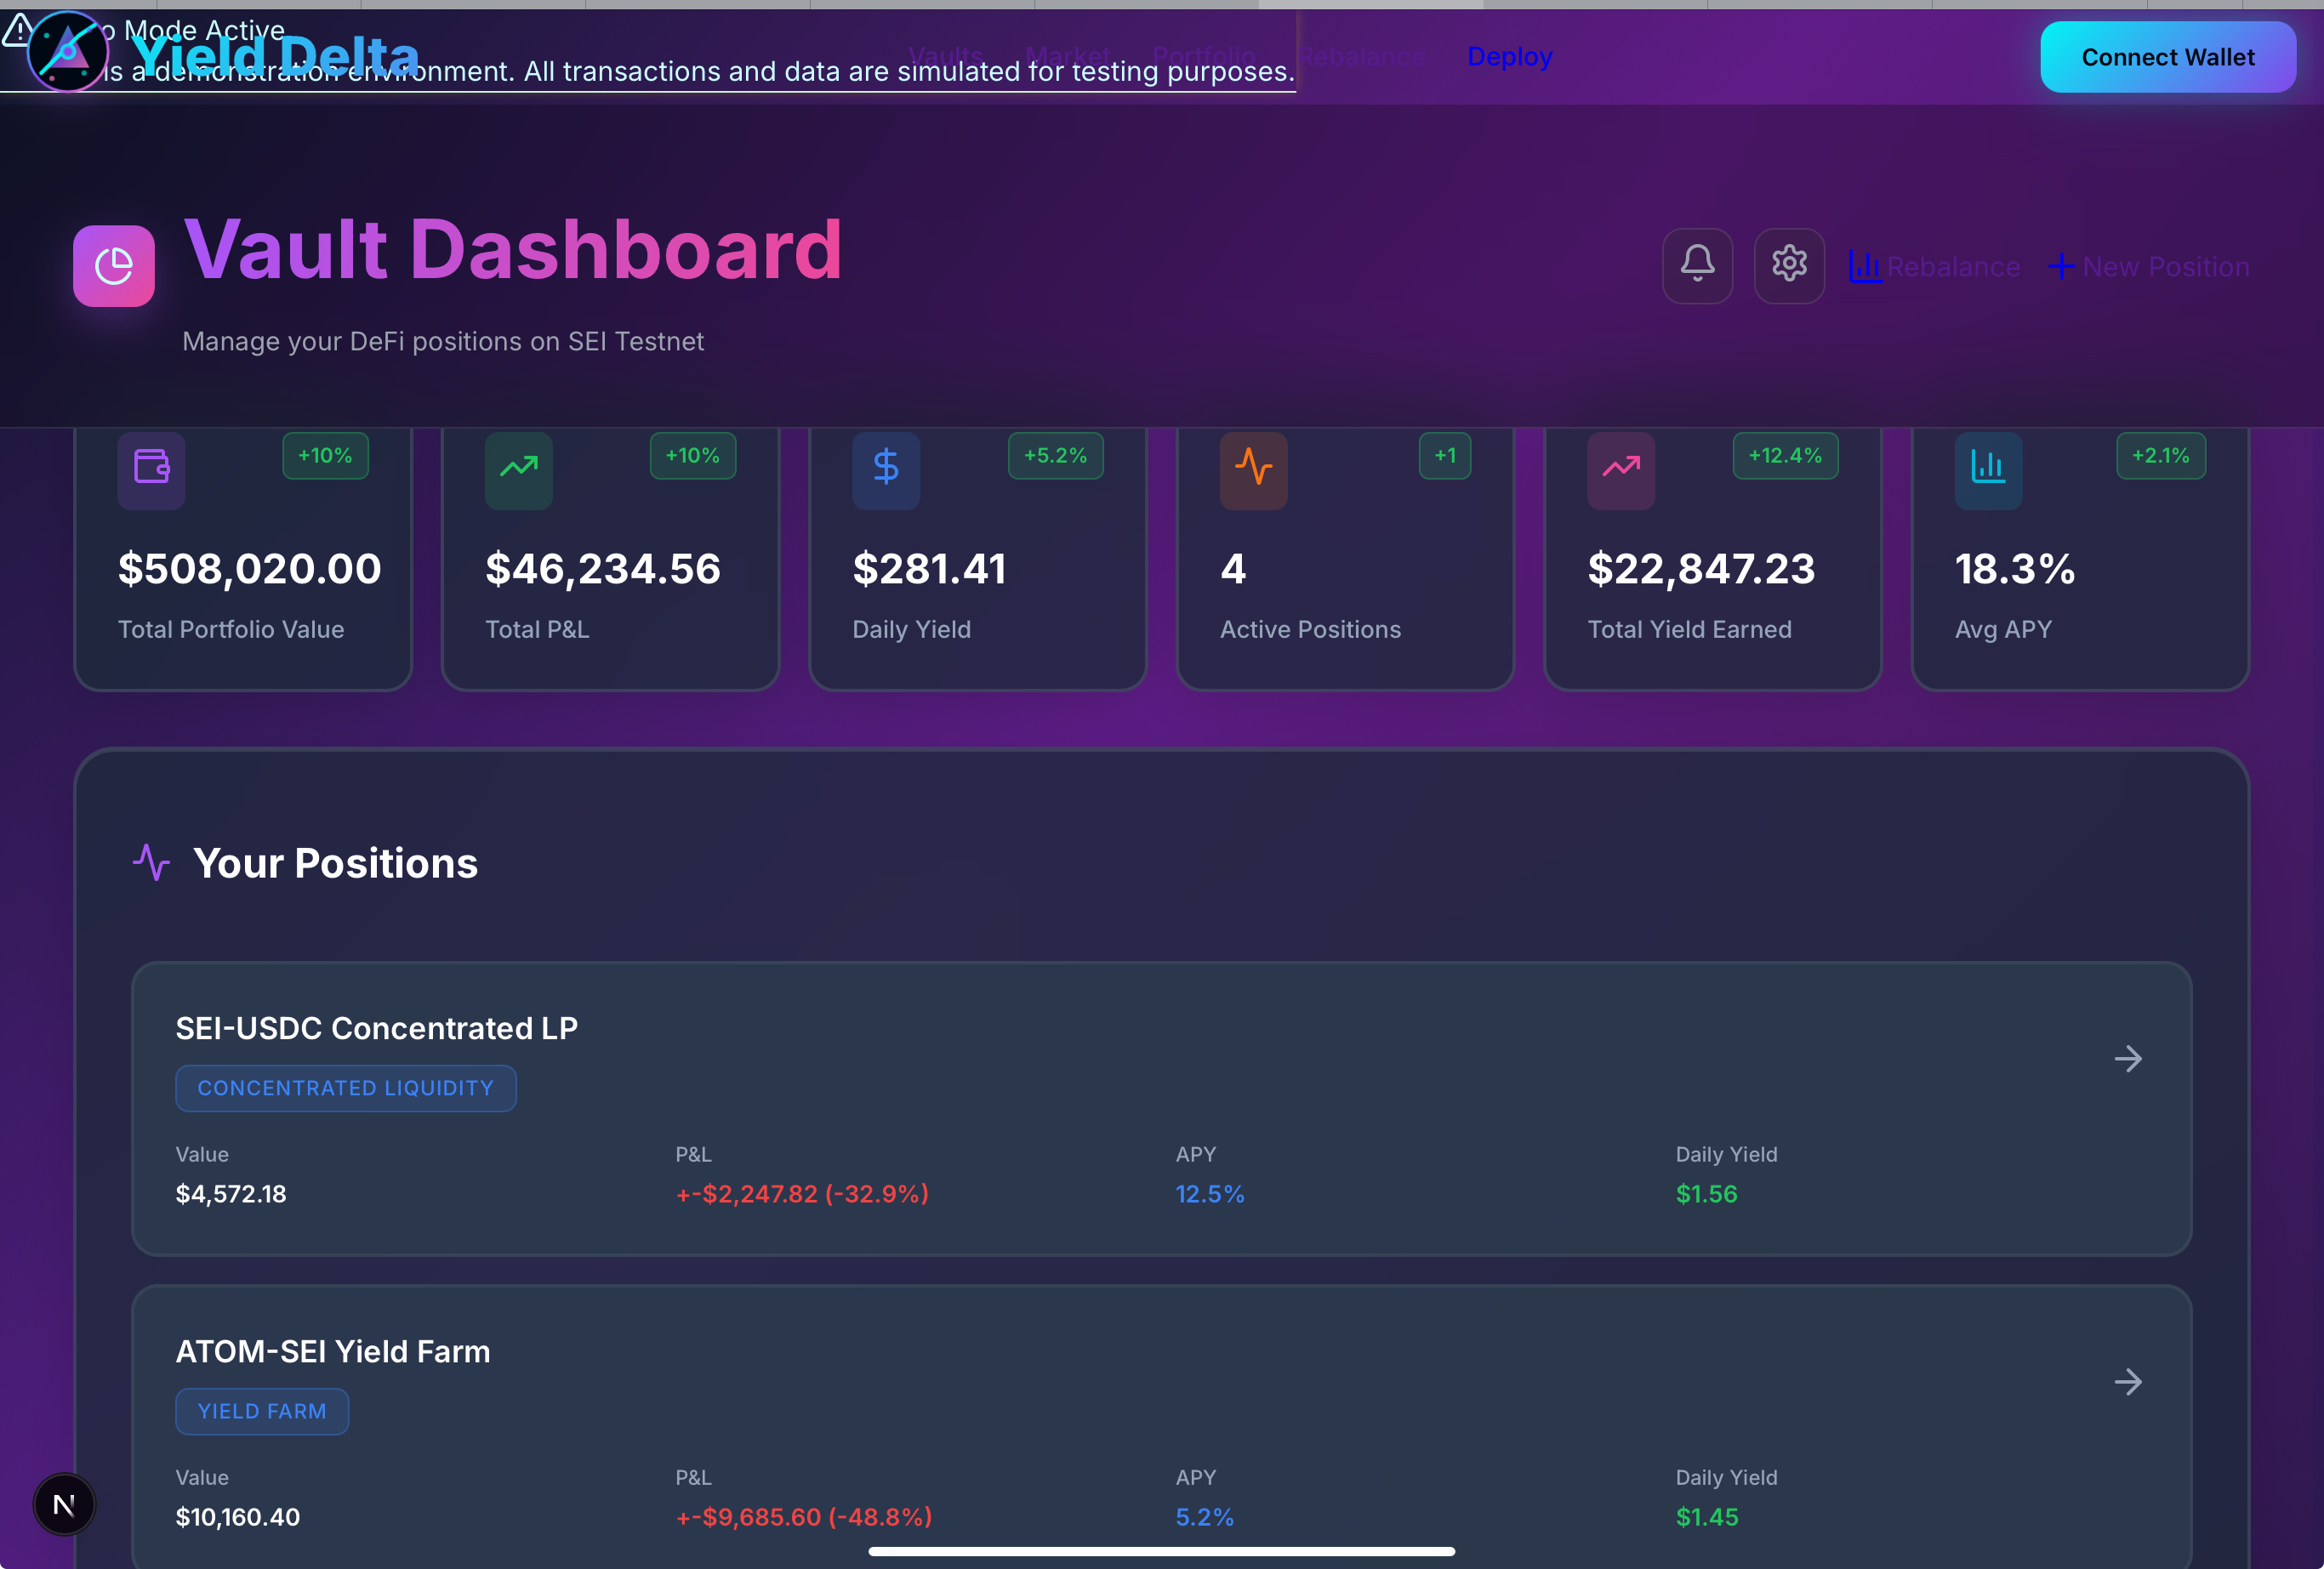 o Mode Active
Yield Delta
is a demonstration environment. All transactions and data are simulated for testing purposes.
Vaults Market Portfolio Rebalance Deploy
Connect Wallet
Vault Dashboard
Manage your DeFi positions on SEI Testnet
Rebalance
New Position
+10%
+10%
+5.2%
+1
+12.4%
+2.1%
$508,020.00
$46,234.56
$281.41
4
$22,847.23
18.3%
Total Portfolio Value
Total P&L
Daily Yield
Active Positions
Total Yield Earned
Avg APY
Your Positions
SEI-USDC Concentrated LP
CONCENTRATED LIQUIDITY
Value P&L APY Daily Yield
$4,572.18 +-$2,247.82 (-32.9%) 12.5% $1.56
ATOM-SEI Yield Farm
YIELD FARM
Value P&L APY Daily Yield
$10,160.40 +-$9,685.60 (-48.8%) 5.2% $1.45
N